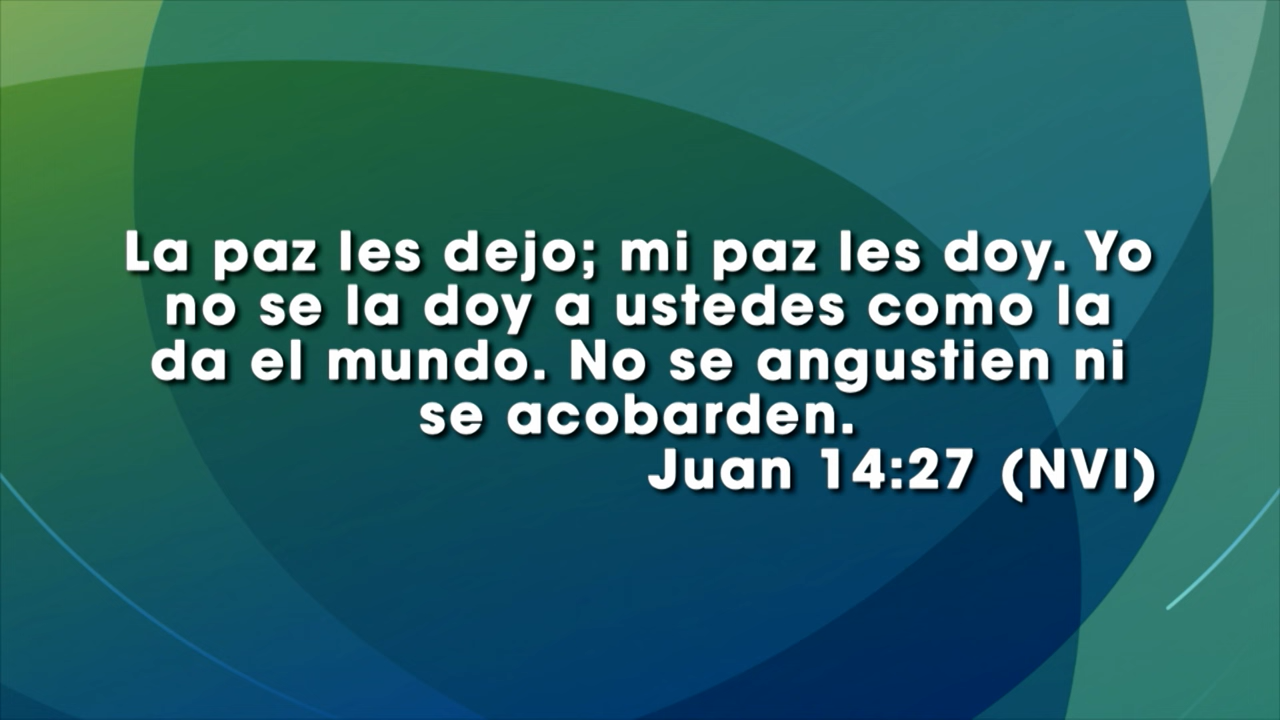 La paz les dejo; mi paz les doy. Yo
no se la doy a ustedes como la
da el mundo. No se angustien ni
se acobarden.
Juan 14:27 (NVI)